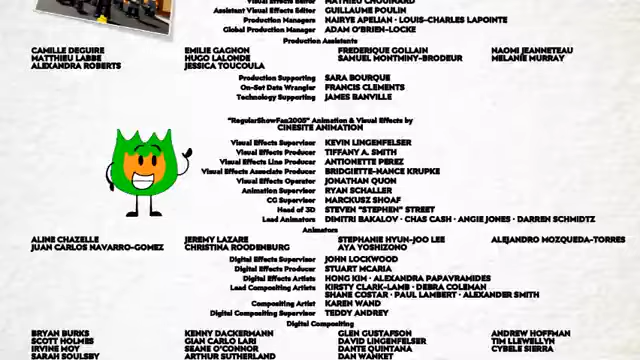 Visual Effects Editor MATHIEU CHOUINARD
Assistant Visual Effects Editor GUILLAUME POULIN
Production Managers NAIRYE APELIAN · LOUIS-CHARLES LAPOINTE
Global Production Manager ADAM O'BRIEN-LOCKE
Production Assistants
CAMILLE DEGUIRE EMILIE GAGNON FREDERIQUE GOLLAIN NAOMI JEANNETEAU
MATTHIEU LABBE HUGO LALONDE SAMUEL MONTMINY-BRODEUR MELANIE MURRAY
ALEXANDRA ROBERTS JESSICA TOUCOULA
Production Supporting SARA BOURQUE
On-Set Data Wrangler FRANCIS CLEMENTS
Technology Supporting JAMES BANVILLE
"RegularShowFan2005" Animation & Visual Effects by
CINESITE ANIMATION
Visual Effects Supervisor KEVIN LINGENFELSER
Visual Effects Producer TIFFANY A. SMITH
Visual Effects Line Producer ANTIONETTE PEREZ
Visual Effects Associate Producer BRIDGIETTE-NANCE KRUPKE
Visual Effects Operator JONATHAN QUON
Animation Supervisor RYAN SCHALLER
CG Supervisor MARCKUSZ SHOAF
Head of 3D STEVEN "STEPHEN" STREET
Lead Animators DIMITRI BAKALOV · CHAS CASH · ANGIE JONES · DARREN SCHMIDTZ
Animators
ALINE CHAZELLE JEREMY LAZARE STEPHANIE HYUN-JOO LEE ALEJANDRO MOZQUEDA-TORRES
JUAN CARLOS NAVARRO-GOMEZ CHRISTINA ROODENBURG AYA YOSHIZONO
Digital Effects Supervisor JOHN LOCKWOOD
Digital Effects Producer STUART MCARIA
Digital Effects Artists HONG KIM · ALEXANDRA PAPAVRAMIDES
Lead Compositing Artists KIRSTY CLARK-LAMB · DEBRA COLEMAN
SHANE COSTAR · PAUL LAMBERT · ALEXANDER SMITH
Compositing Artist KAREN WAND
Digital Compositing Supervisor TEDDY ANDREY
Digital Compositing
BRYAN BURKS KENNY DACKERMANN GLEN GUSTAFSON ANDREW HOFFMAN
SCOTT HOLMES GIAN CARLO LARI DAVID LINGENFELSER TIM LLEWELLYN
IRVINE MOY SEANE O'CONNOR DANTE QUINTANA CYBELE SIERRA
SARAH SOULSBY ARTHUR SUTHERLAND DAN WANKET